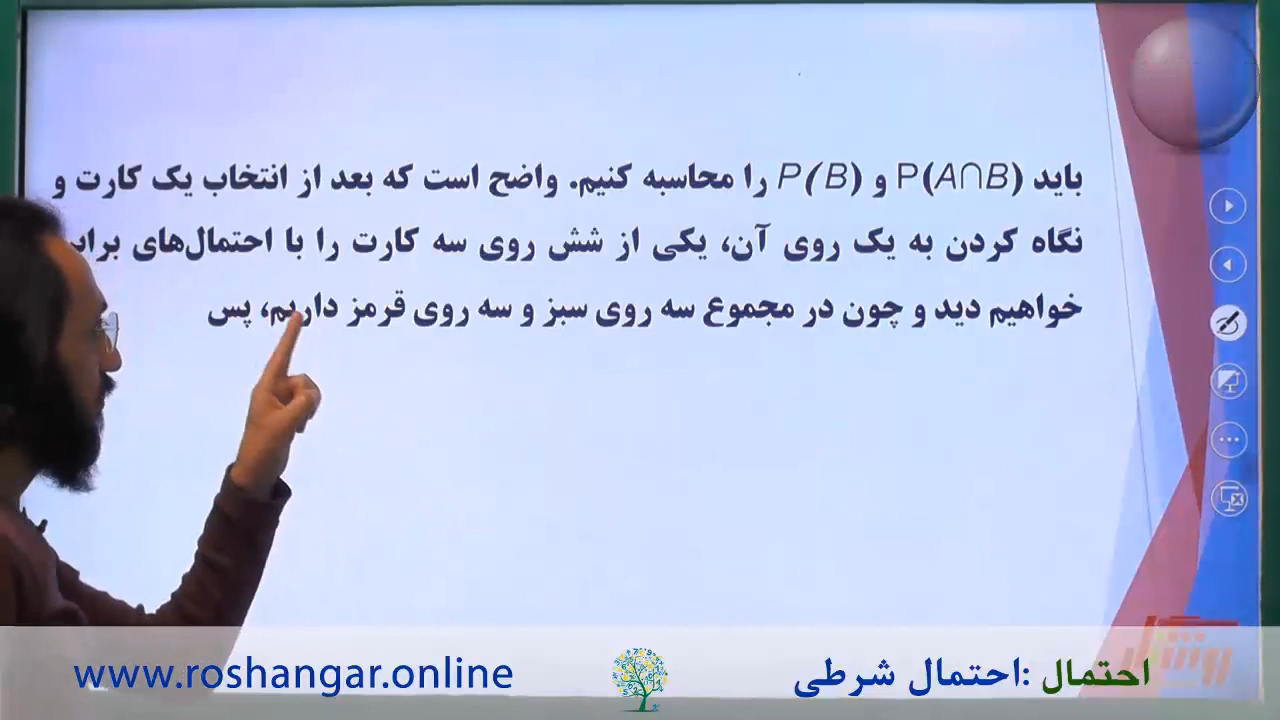 باید P(A∩B) و P(B) را محاسبه کنیم. واضح است که بعد از انتخاب یک کارت و
نگاه کردن به یک روی آن، یکی از شش روی سه کارت را با احتمال‌های برابر
خواهیم دید و چون در مجموع سه روی سبز و سه روی قرمز داریم، پس
روشنگر
احتمال :احتمال شرطی
www.roshangar.online